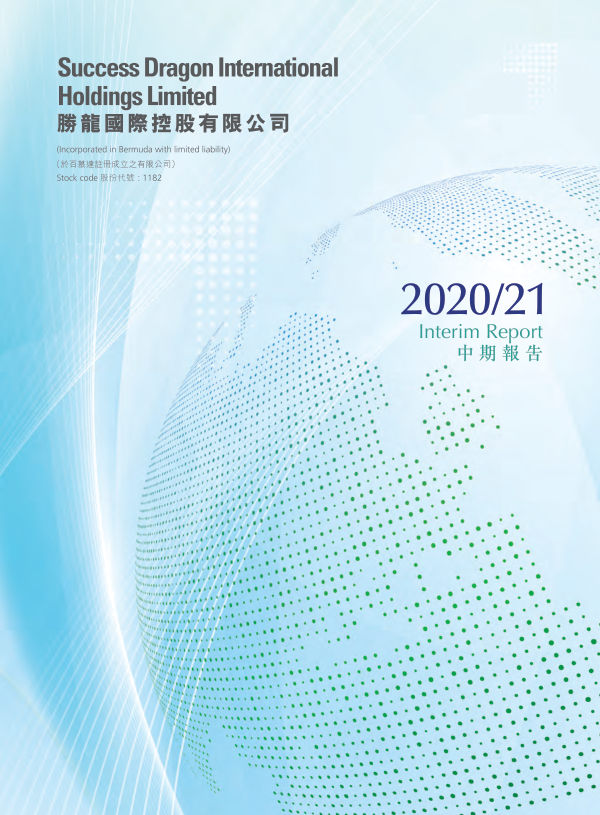 Success Dragon International
Holdings Limited
勝龍國際控股有限公司
(Incorporated in Bermuda with limited liability)
(於百慕達註冊成立之有限公司)
Stock code 股份代號：1182
2020/21
Interim Report
中期報告